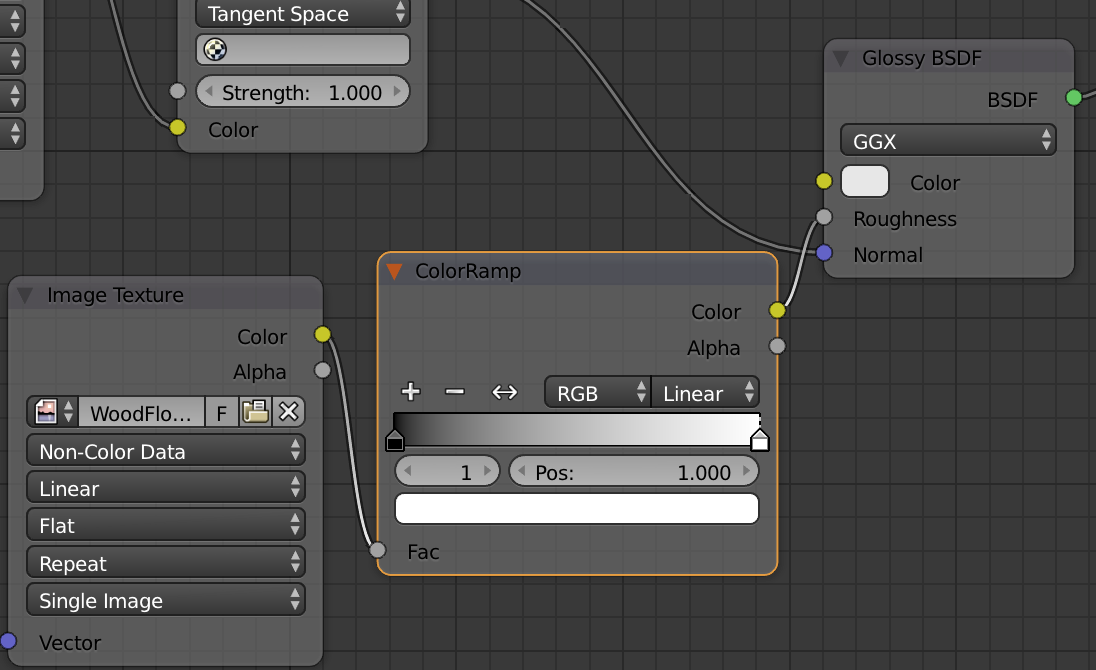 Tangent Space
Strength: 1.000
Color
Glossy BSDF
BSDF
GGX
Color
Roughness
Normal
Image Texture
Color
Alpha
WoodFlo... F
Non-Color Data
Linear
Flat
Repeat
Single Image
Vector
ColorRamp
Color
Alpha
RGB Linear
1 Pos: 1.000
Fac